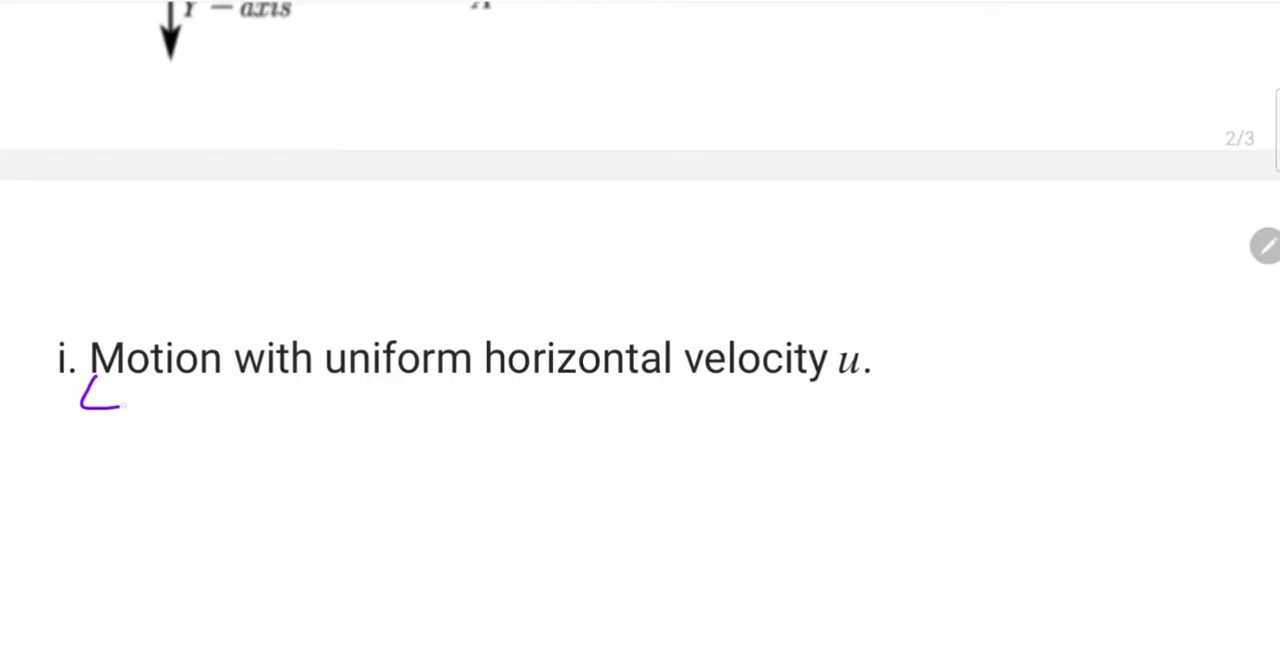 Y – axis
2/3
i. Motion with uniform horizontal velocity u.